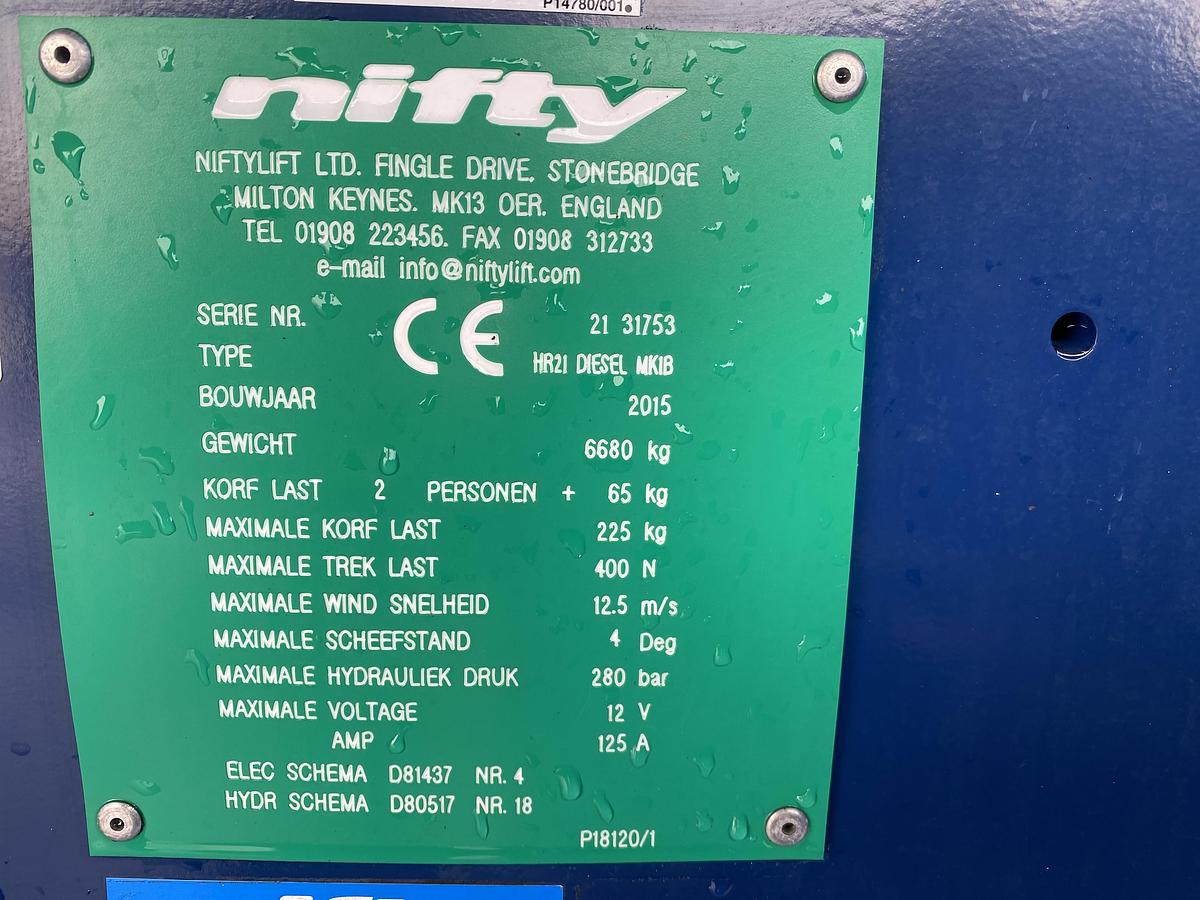 P14780/001
nifty
NIFTYLIFT LTD. FINGLE DRIVE. STONEBRIDGE
MILTON KEYNES. MK13 OER. ENGLAND
TEL 01908 223456. FAX 01908 312733
e-mail info@niftylift.com
SERIE NR. CE 21 31753
TYPE HR21 DIESEL MK1B
BOUWJAAR 2015
GEWICHT 6680 kg
KORF LAST 2 PERSONEN + 65 kg
MAXIMALE KORF LAST 225 kg
MAXIMALE TREK LAST 400 N
MAXIMALE WIND SNELHEID 12.5 m/s
MAXIMALE SCHEEFSTAND 4 Deg
MAXIMALE HYDRAULIEK DRUK 280 bar
MAXIMALE VOLTAGE 12 V
AMP 125 A
ELEC SCHEMA D81437 NR. 4
HYDR SCHEMA D80517 NR. 18
P18120/1